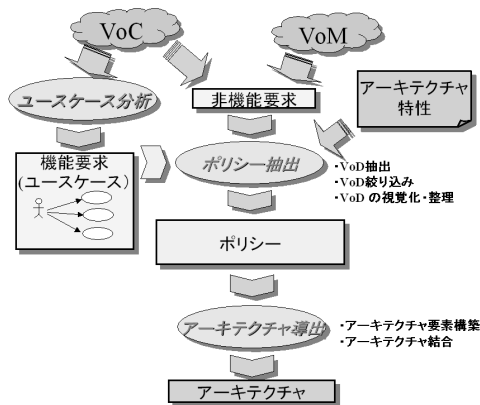 VoC
VoM
ユースケース分析
非機能要求
アーキテクチャ
特性
機能要求
(ユースケース)
ポリシー抽出
・VoD抽出
・VoD絞り込み
・VoD の視覚化・整理
ポリシー
アーキテクチャ導出
・アーキテクチャ要素構築
・アーキテクチャ結合
アーキテクチャ